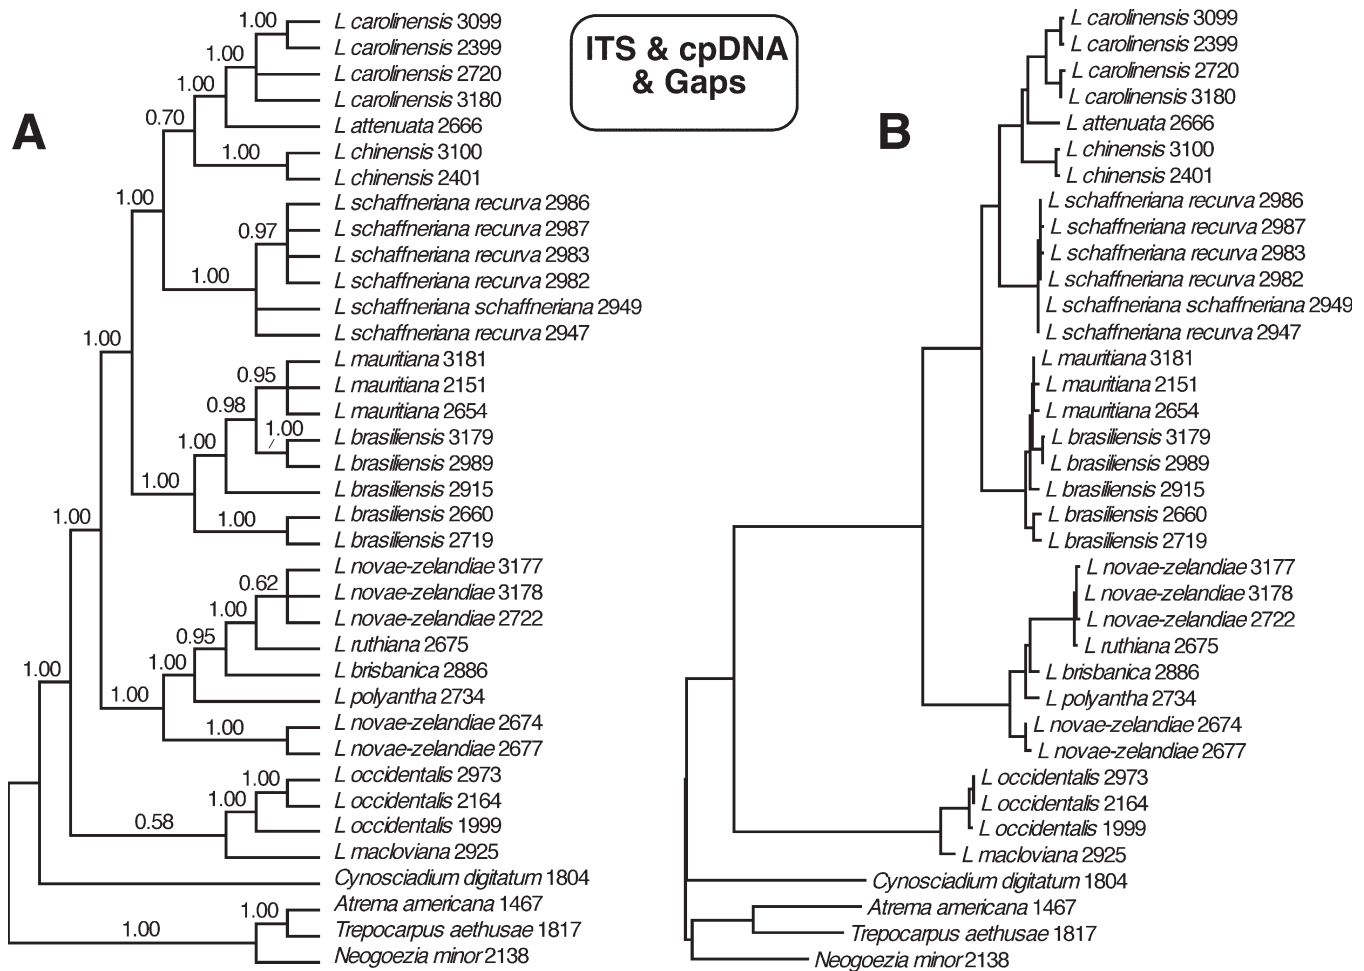 A
1.00
L carolinensis 3099
L carolinensis 2399
1.00
L carolinensis 2720
1.00
L carolinensis 3180
0.70
L attenuata 2666
1.00
L chinensis 3100
L chinensis 2401
1.00
L schaffneriana recurva 2986
0.97
L schaffneriana recurva 2987
L schaffneriana recurva 2983
1.00
L schaffneriana recurva 2982
L schaffneriana schaffneriana 2949
L schaffneriana recurva 2947
1.00
L mauritiana 3181
0.95
L mauritiana 2151
0.98
L mauritiana 2654
1.00
L brasiliensis 3179
1.00
L brasiliensis 2989
1.00
L brasiliensis 2915
1.00
L brasiliensis 2660
1.00
L brasiliensis 2719
L novae-zelandiae 3177
0.62
L novae-zelandiae 3178
1.00
L novae-zelandiae 2722
0.95
L ruthiana 2675
1.00
1.00
L brisbanica 2886
1.00
L polyantha 2734
1.00
L novae-zelandiae 2674
L novae-zelandiae 2677
1.00
L occidentalis 2973
1.00
L occidentalis 2164
0.58
L occidentalis 1999
L macloviana 2925
Cynosciadium digitatum 1804
1.00
Atrema americana 1467
1.00
Trepocarpus aethusae 1817
Neogoezia minor 2138
ITS & cpDNA
& Gaps
B
L carolinensis 3099
L carolinensis 2399
L carolinensis 2720
L carolinensis 3180
L attenuata 2666
L chinensis 3100
L chinensis 2401
L schaffneriana recurva 2986
L schaffneriana recurva 2987
L schaffneriana recurva 2983
L schaffneriana recurva 2982
L schaffneriana schaffneriana 2949
L schaffneriana recurva 2947
L mauritiana 3181
L mauritiana 2151
L mauritiana 2654
L brasiliensis 3179
L brasiliensis 2989
L brasiliensis 2915
L brasiliensis 2660
L brasiliensis 2719
L novae-zelandiae 3177
L novae-zelandiae 3178
L novae-zelandiae 2722
L ruthiana 2675
L brisbanica 2886
L polyantha 2734
L novae-zelandiae 2674
L novae-zelandiae 2677
L occidentalis 2973
L occidentalis 2164
L occidentalis 1999
L macloviana 2925
Cynosciadium digitatum 1804
Atrema americana 1467
Trepocarpus aethusae 1817
Neogoezia minor 2138